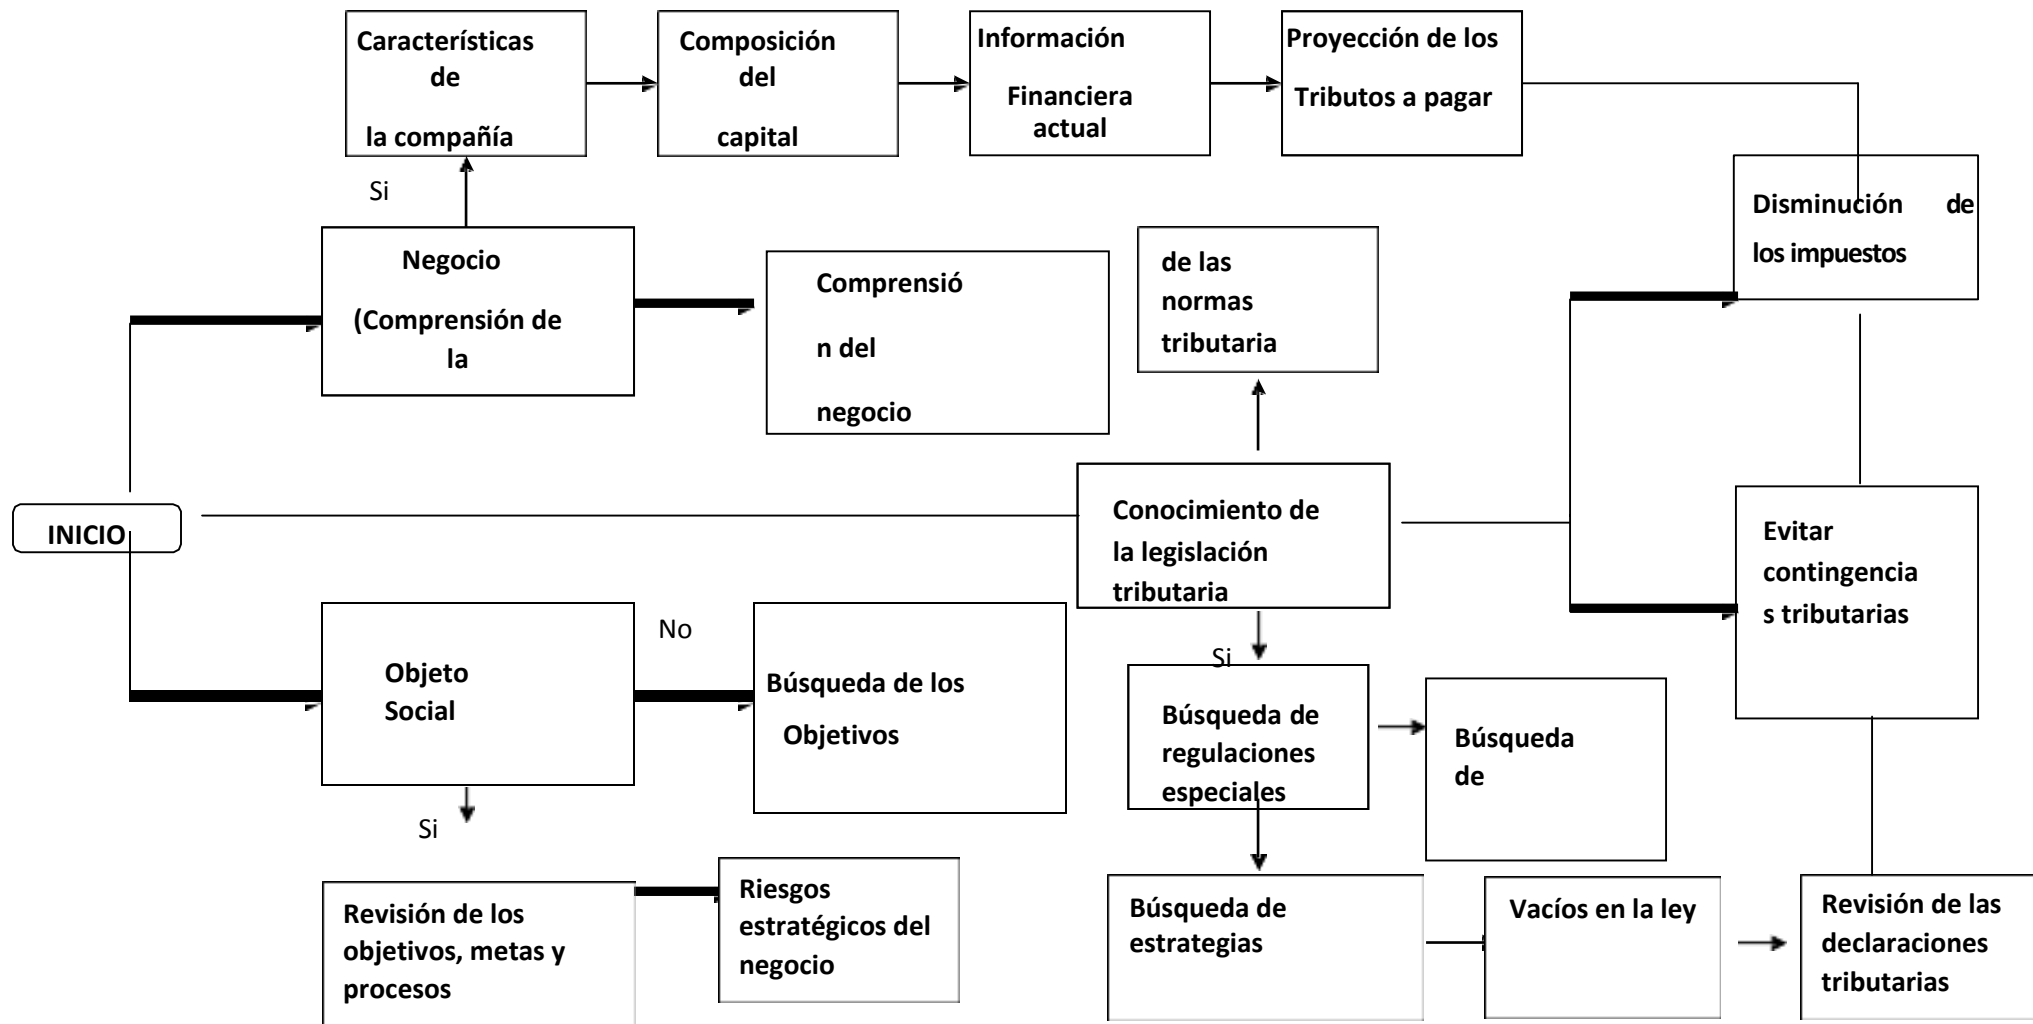 Características
de
la compañía
Composición
del
capital
Información
Financiera
actual
Proyección de los
Tributos a pagar
Si
Disminución de
los impuestos
Negocio
(Comprensión de
la
Comprensió
n del
negocio
de las
normas
tributaria
INICIO
Conocimiento de
la legislación
tributaria
Evitar
contingencia
s tributarias
No
Si
Objeto
Social
Búsqueda de los
Objetivos
Búsqueda de
regulaciones
especiales
Búsqueda
de
Si
Revisión de los
objetivos, metas y
procesos
Riesgos
estratégicos del
negocio
Búsqueda de
estrategias
Vacíos en la ley
Revisión de las
declaraciones
tributarias